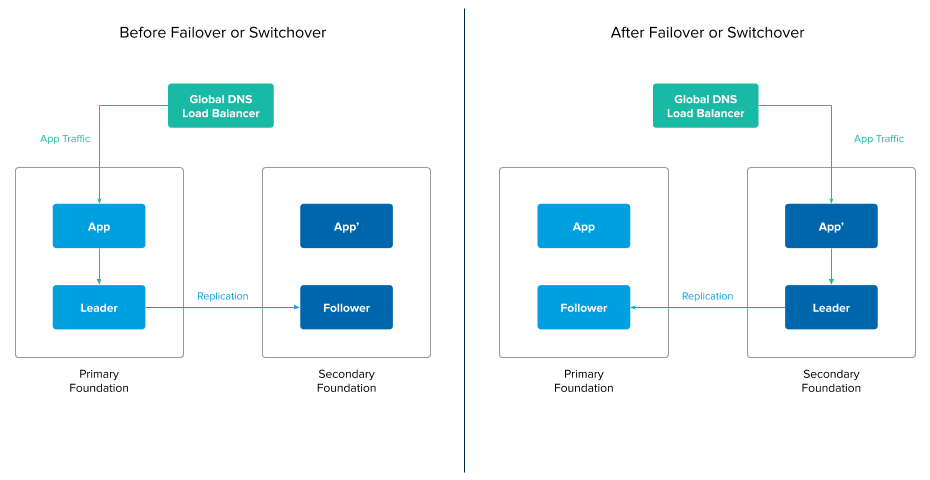 Before Failover or Switchover
Global DNS
Load Balancer
App Traffic
App
App†
Leader
Replication
Follower
Primary
Foundation
Secondary
Foundation
After Failover or Switchover
Global DNS
Load Balancer
App Traffic
App
App†
Follower
Replication
Leader
Primary
Foundation
Secondary
Foundation